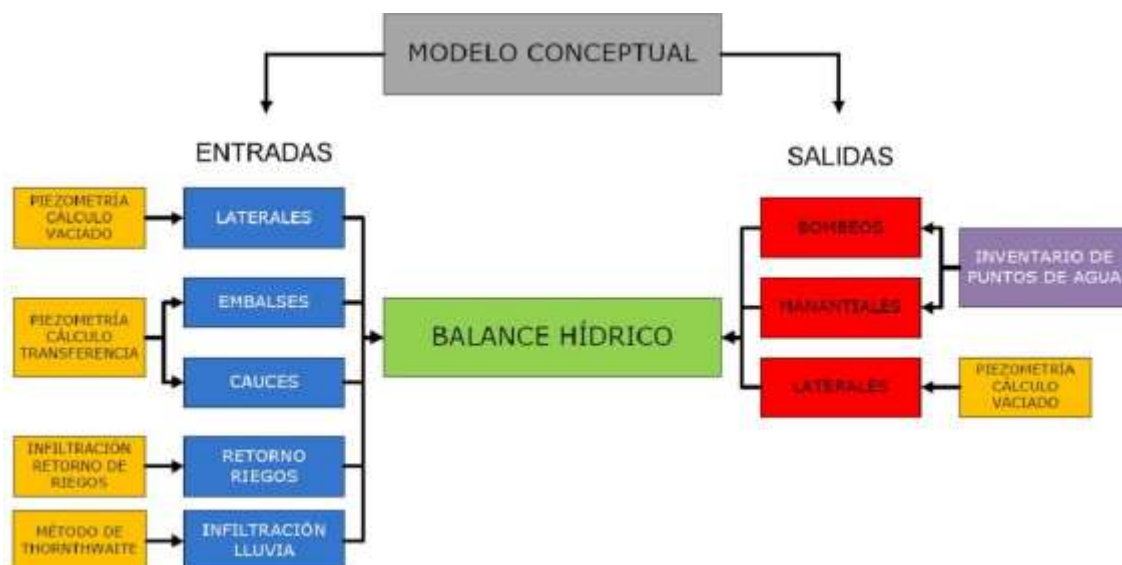 MODELO CONCEPTUAL
ENTRADAS
SALIDAS
PIEZOMETRÍA
CÁLCULO
VACIADO
LATERALES
BOMBEOS
INVENTARIO DE
PUNTOS DE AGUA
PIEZOMETRÍA
CÁLCULO
TRANSFERENCIA
EMBALSES
CAUCES
BALANCE HÍDRICO
MANANTIALES
LATERALES
PIEZOMETRÍA
CÁLCULO
VACIADO
INFILTRACIÓN
RETORNO DE
RIEGOS
RETORNO
RIEGOS
MÉTODO DE
THORNTHWAITE
INFILTRACIÓN
LLUVIA